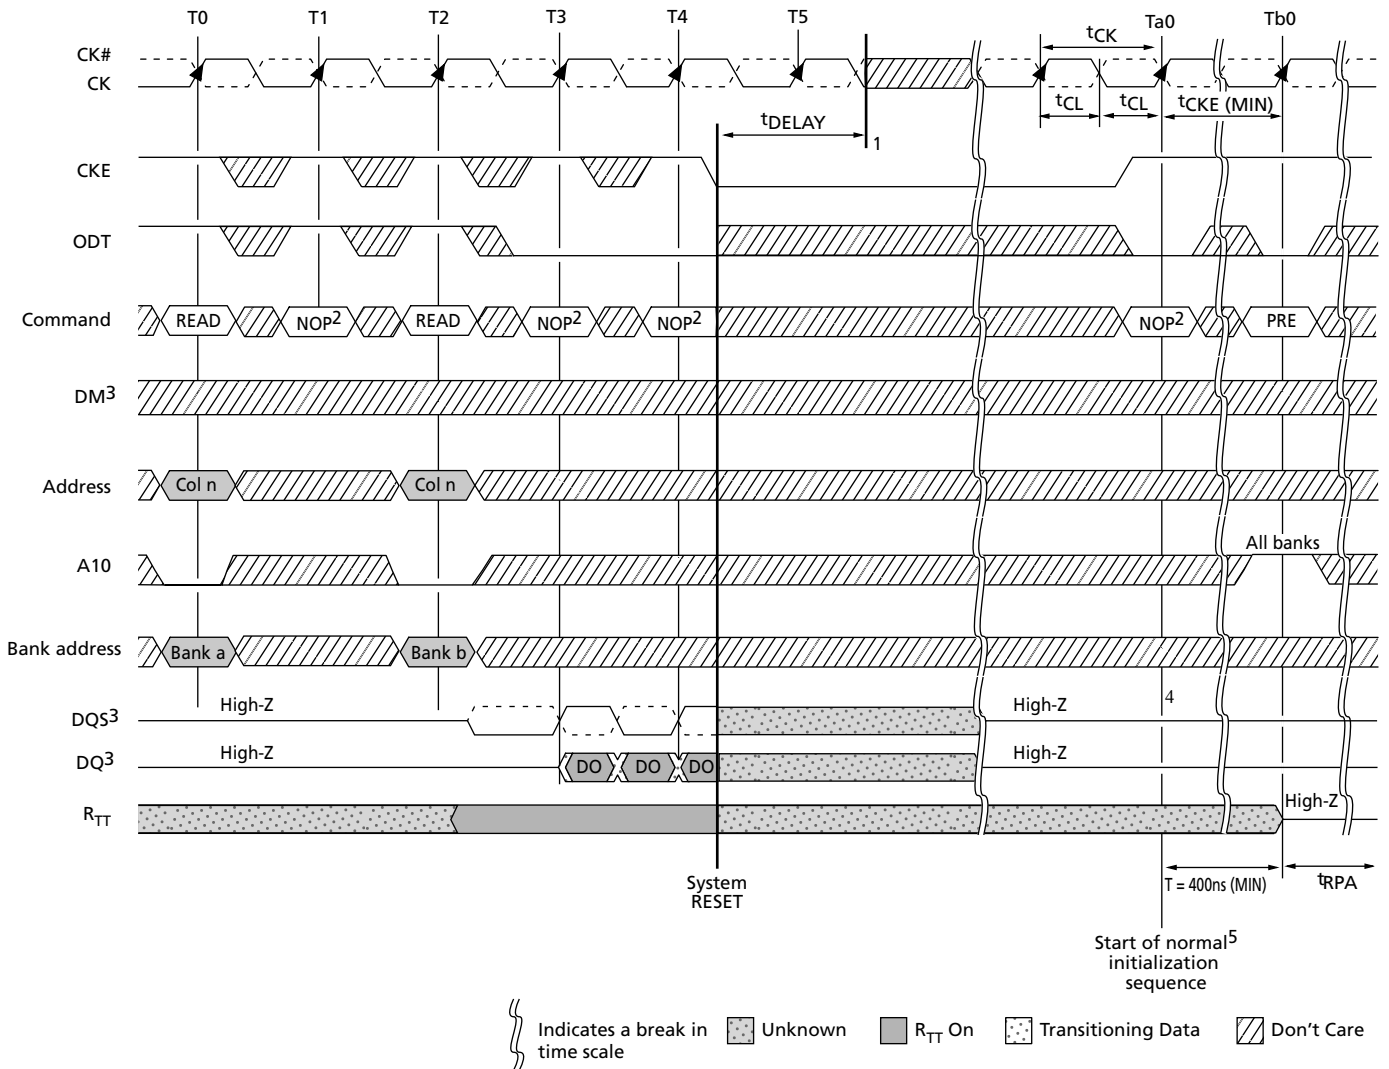 T0 T1 T2 T3 T4 T5 Ta0 Tb0
CK#
CK
tCK
tCL tCL tCKE (MIN)
tDELAY
1
CKE
ODT
Command READ NOP2 READ NOP2 NOP2 NOP2 PRE
DM3
Address Col n Col n
A10 All banks
Bank address Bank a Bank b
DQS3 High-Z High-Z 4
DQ3 High-Z DO DO DO High-Z
RTT High-Z
System
RESET
T = 400ns (MIN) tRPA
Start of normal5
initialization
sequence
Indicates a break in
time scale
Unknown
RTT On
Transitioning Data
Don't Care